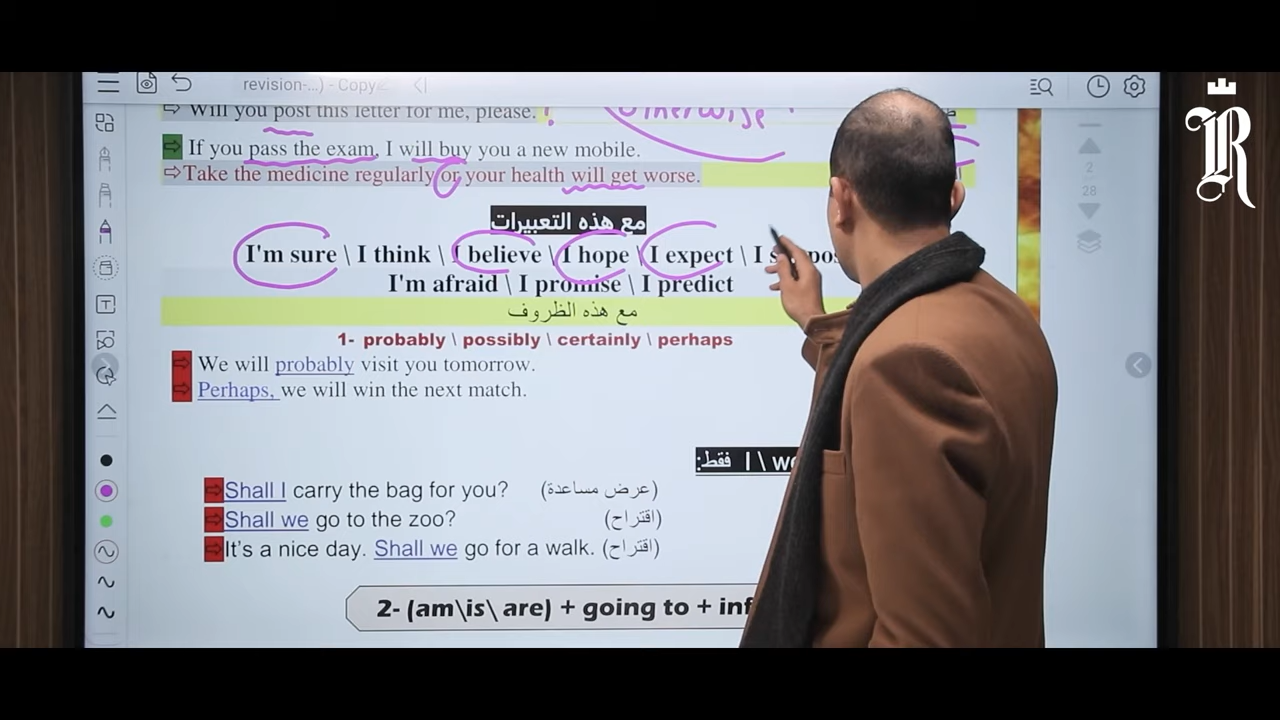 revision-...) - Copy
⇨ Will you post this letter for me, please. !
Otherwise
⇨ If you pass the exam, I will buy you a new mobile.
⇨Take the medicine regularly or your health will get worse.
مع هذه التعبيرات
I'm sure \ I think \ I believe \ I hope \ I expect \ I
I'm afraid \ I promise \ I predict
مع هذه الظروف
1- probably \ possibly \ certainly \ perhaps
⇨ We will probably visit you tomorrow.
⇨ Perhaps, we will win the next match.
I \ we فقط:
⇨Shall I carry the bag for you? (عرض مساعدة)
⇨Shall we go to the zoo? (اقتراح)
⇨It's a nice day. Shall we go for a walk. (اقتراح)
2- (am\is\ are) + going to + inf
2
28
R